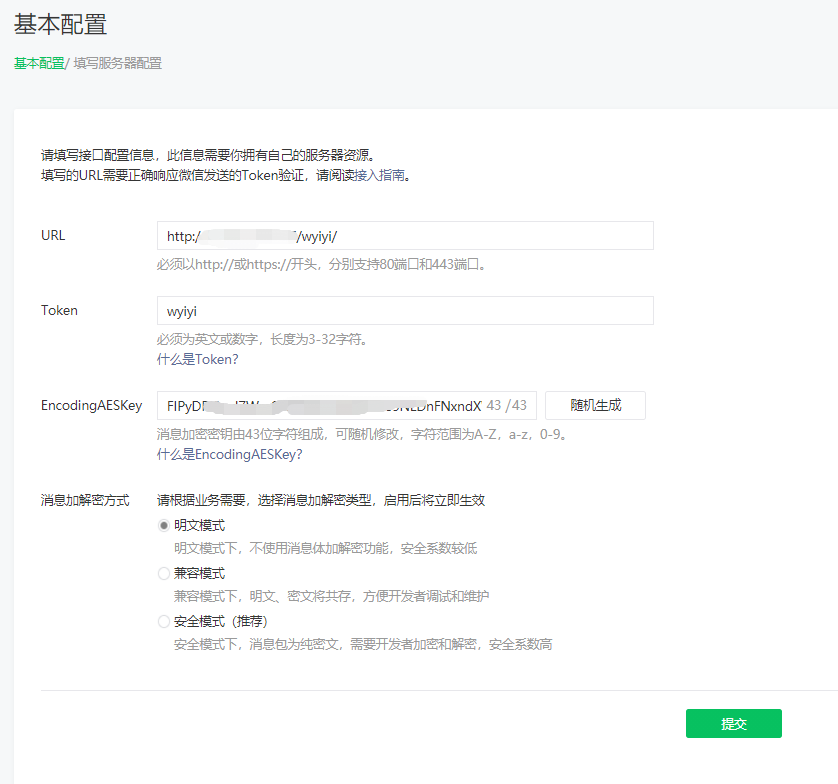 基本配置
基本配置/ 填写服务器配置
请填写接口配置信息，此信息需要你拥有自己的服务器资源。
填写的URL需要正确响应微信发送的Token验证，请阅读接入指南。
URL
http:/ /wyiyi/
必须以http://或https://开头，分别支持80端口和443端口。
Token
wyiyi
必须为英文或数字，长度为3-32字符。
什么是Token?
EncodingAESKey
43 /43
随机生成
消息加密密钥由43位字符组成，可随机修改，字符范围为A-Z，a-z，0-9。
什么是EncodingAESKey?
消息加解密方式
请根据业务需要，选择消息加解密类型，启用后将立即生效
明文模式
明文模式下，不使用消息体加解密功能，安全系数较低
兼容模式
兼容模式下，明文、密文将共存，方便开发者调试和维护
安全模式（推荐）
安全模式下，消息包为纯密文，需要开发者加密和解密，安全系数高
提交